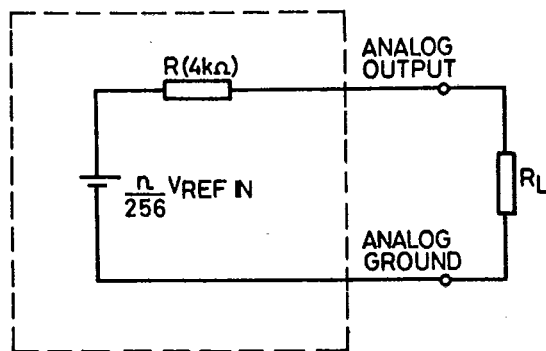 ANALOG
OUTPUT
R(4kΩ)
n/256 VREF IN
RL
ANALOG
GROUND